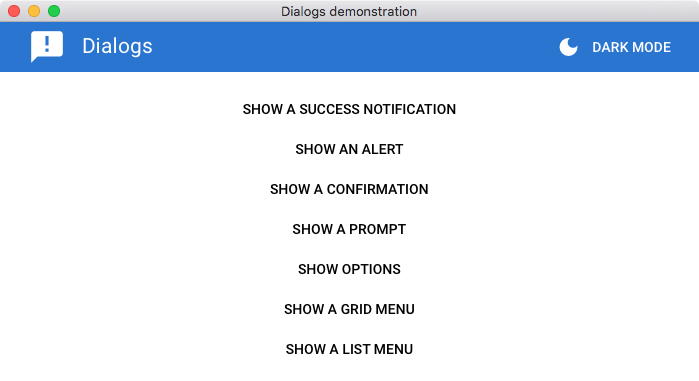 Dialogs demonstration
Dialogs
DARK MODE
SHOW A SUCCESS NOTIFICATION
SHOW AN ALERT
SHOW A CONFIRMATION
SHOW A PROMPT
SHOW OPTIONS
SHOW A GRID MENU
SHOW A LIST MENU